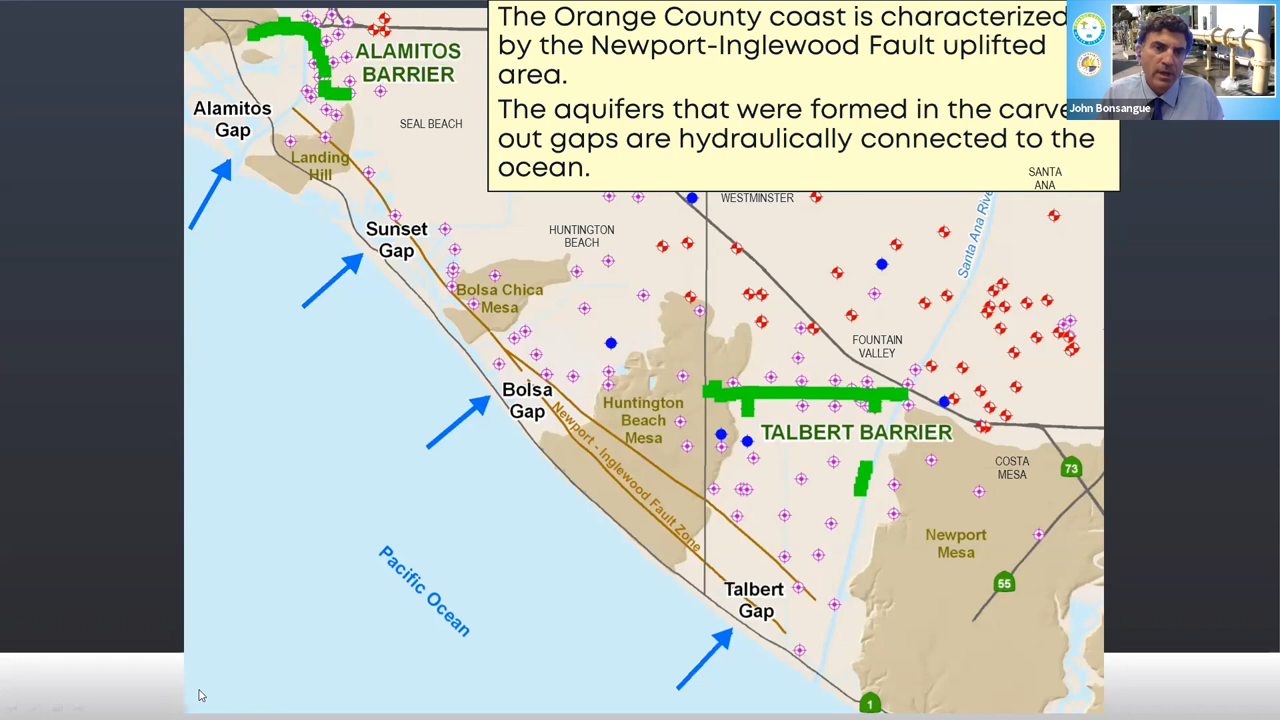 The Orange County coast is characterized
by the Newport-Inglewood Fault uplifted
area.
The aquifers that were formed in the carve
out gaps are hydraulically connected to the
ocean.
John Bonsangue
ALAMITOS
BARRIER
Alamitos
Gap
SEAL BEACH
Landing
Hill
SANTA
ANA
WESTMINSTER
Santa Ana Rive
Sunset
Gap
HUNTINGTON
BEACH
Bolsa Chica
Mesa
FOUNTAIN
VALLEY
Bolsa
Gap
Huntington
Beach
Mesa
TALBERT BARRIER
Newport - Inglewood Fault Zone
COSTA
MESA
73
Newport
Mesa
Pacific Ocean
55
Talbert
Gap
1